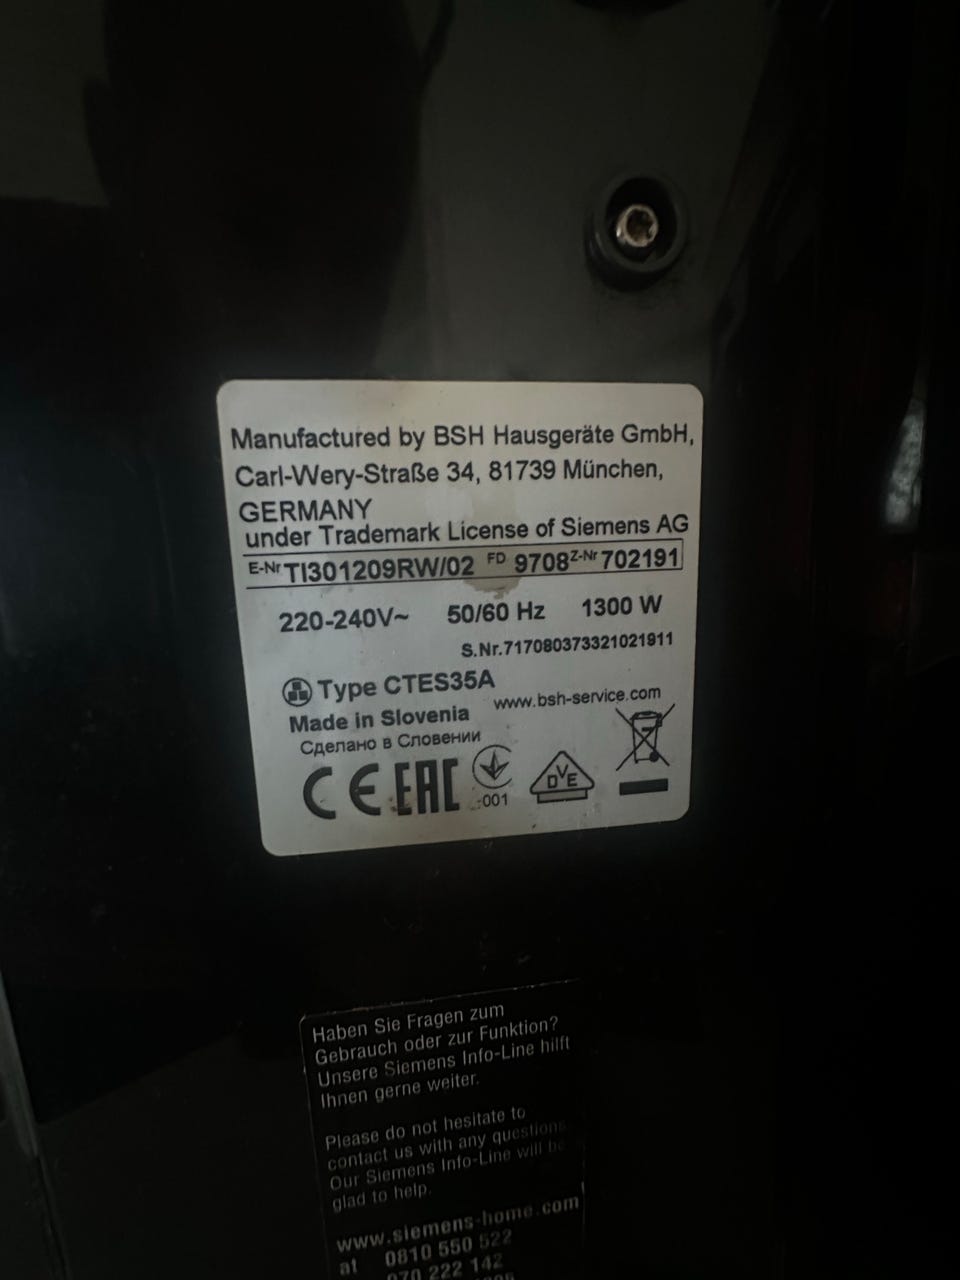 Manufactured by BSH Hausgeräte GmbH,
Carl-Wery-Straße 34, 81739 München,
GERMANY
under Trademark License of Siemens AG
E-Nr TI301209RW/02 FD 9708 Z-Nr 702191
220-240V~ 50/60 Hz 1300 W
S.Nr.717080373321021911
Type CTES35A
www.bsh-service.com
Made in Slovenia
Сделано в Словении
CE EAC
001
DVE
Haben Sie Fragen zum
Gebrauch oder zur Funktion?
Unsere Siemens Info-Line hilft
Ihnen gerne weiter.
Please do not hesitate to
contact us with any questions.
Our Siemens Info-Line will be
glad to help.
www.siemens-home.com
at 0810 550 522
070 222 142